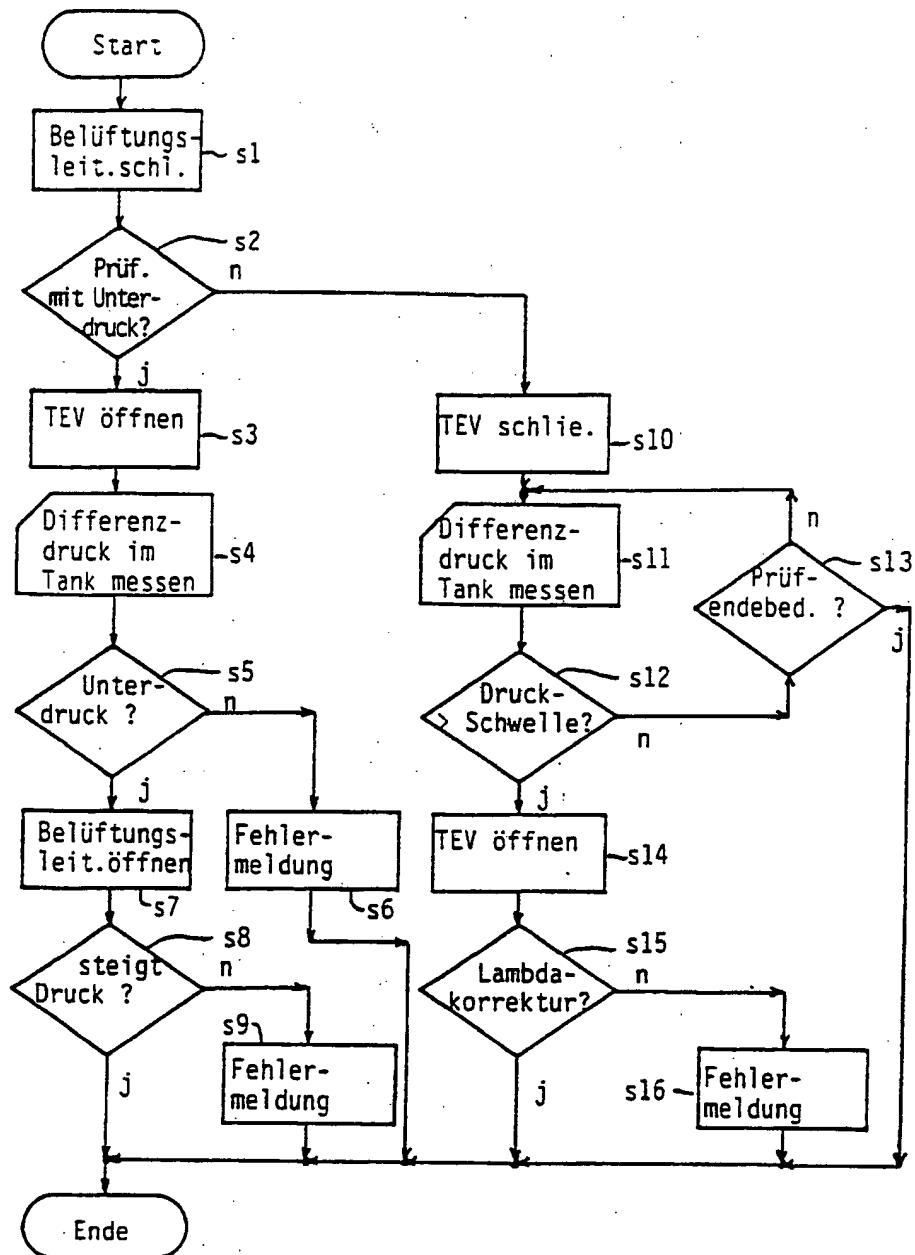 Start
Belüftungs-
leit.schl.
s1
s2
Prüf.
mit Unter-
druck?
n
j
TEV öffnen
s3
Differenz-
druck im
Tank messen
s4
Unter-
druck ?
s5
n
j
Belüftungs-
leit.öffnen
s7
Fehler-
meldung
s6
steigt
Druck ?
s8
n
j
s9
Fehler-
meldung
TEV schlie.
s10
Differenz-
druck im
Tank messen
s11
Druck-
> Schwelle?
s12
n
j
Prüf-
endebed. ?
s13
n
j
TEV öffnen
s14
Lambda-
korrektur?
s15
n
j
s16
Fehler-
meldung
Ende